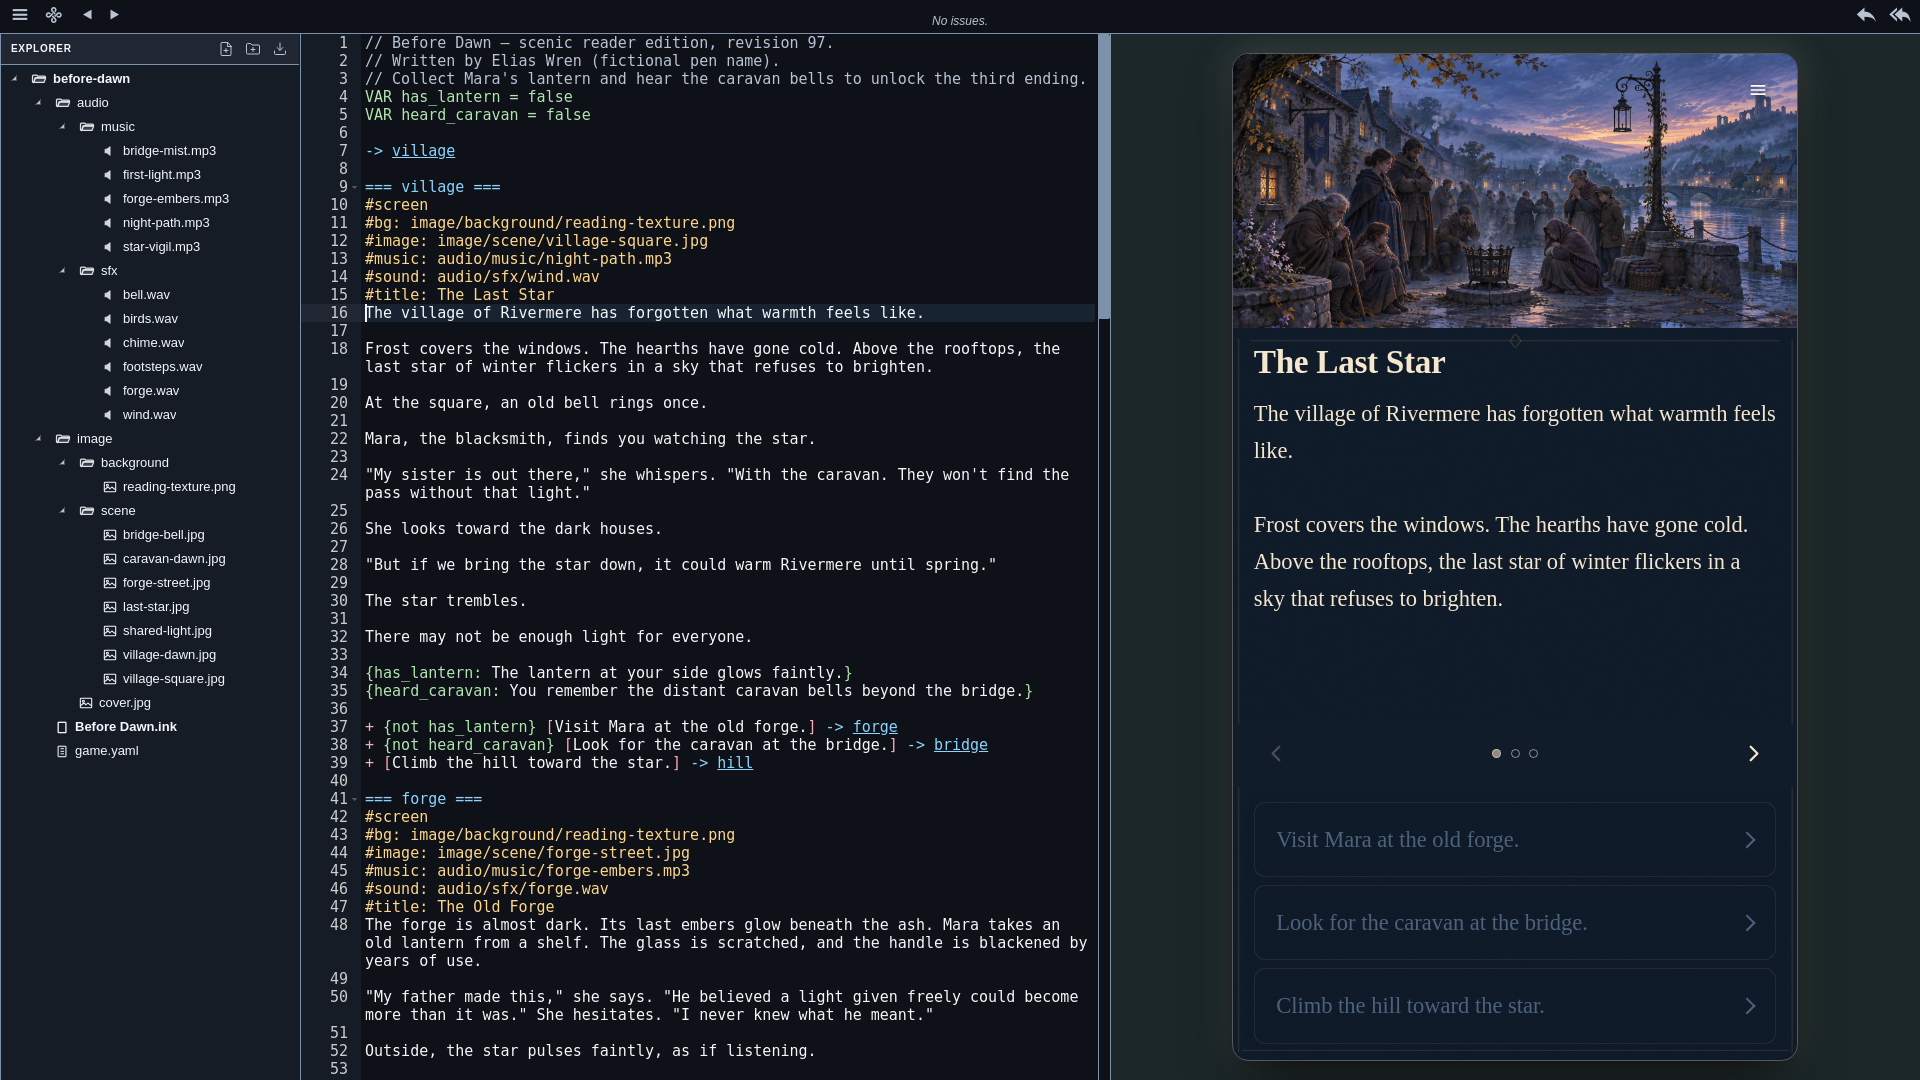 No issues.
EXPLORER
before-dawn
audio
music
bridge-mist.mp3
first-light.mp3
forge-embers.mp3
night-path.mp3
star-vigil.mp3
sfx
bell.wav
birds.wav
chime.wav
footsteps.wav
forge.wav
wind.wav
image
background
reading-texture.png
scene
bridge-bell.jpg
caravan-dawn.jpg
forge-street.jpg
last-star.jpg
shared-light.jpg
village-dawn.jpg
village-square.jpg
cover.jpg
Before Dawn.ink
game.yaml
1 // Before Dawn — scenic reader edition, revision 97.
2 // Written by Elias Wren (fictional pen name).
3 // Collect Mara's lantern and hear the caravan bells to unlock the third ending.
4 VAR has_lantern = false
5 VAR heard_caravan = false
6
7 -> village
8
9 === village ===
10 #screen
11 #bg: image/background/reading-texture.png
12 #image: image/scene/village-square.jpg
13 #music: audio/music/night-path.mp3
14 #sound: audio/sfx/wind.wav
15 #title: The Last Star
16 The village of Rivermere has forgotten what warmth feels like.
17
18 Frost covers the windows. The hearths have gone cold. Above the rooftops, the
last star of winter flickers in a sky that refuses to brighten.
19
20 At the square, an old bell rings once.
21
22 Mara, the blacksmith, finds you watching the star.
23
24 "My sister is out there," she whispers. "With the caravan. They won't find the
pass without that light."
25
26 She looks toward the dark houses.
27
28 "But if we bring the star down, it could warm Rivermere until spring."
29
30 The star trembles.
31
32 There may not be enough light for everyone.
33
34 {has_lantern: The lantern at your side glows faintly.}
35 {heard_caravan: You remember the distant caravan bells beyond the bridge.}
36
37 + {not has_lantern} [Visit Mara at the old forge.] -> forge
38 + {not heard_caravan} [Look for the caravan at the bridge.] -> bridge
39 + [Climb the hill toward the star.] -> hill
40
41 === forge ===
42 #screen
43 #bg: image/background/reading-texture.png
44 #image: image/scene/forge-street.jpg
45 #music: audio/music/forge-embers.mp3
46 #sound: audio/sfx/forge.wav
47 #title: The Old Forge
48 The forge is almost dark. Its last embers glow beneath the ash. Mara takes an
old lantern from a shelf. The glass is scratched, and the handle is blackened by
years of use.
49
50 "My father made this," she says. "He believed a light given freely could become
more than it was." She hesitates. "I never knew what he meant."
51
52 Outside, the star pulses faintly, as if listening.
53
The Last Star
The village of Rivermere has forgotten what warmth feels
like.
Frost covers the windows. The hearths have gone cold.
Above the rooftops, the last star of winter flickers in a
sky that refuses to brighten.
Visit Mara at the old forge.
Look for the caravan at the bridge.
Climb the hill toward the star.